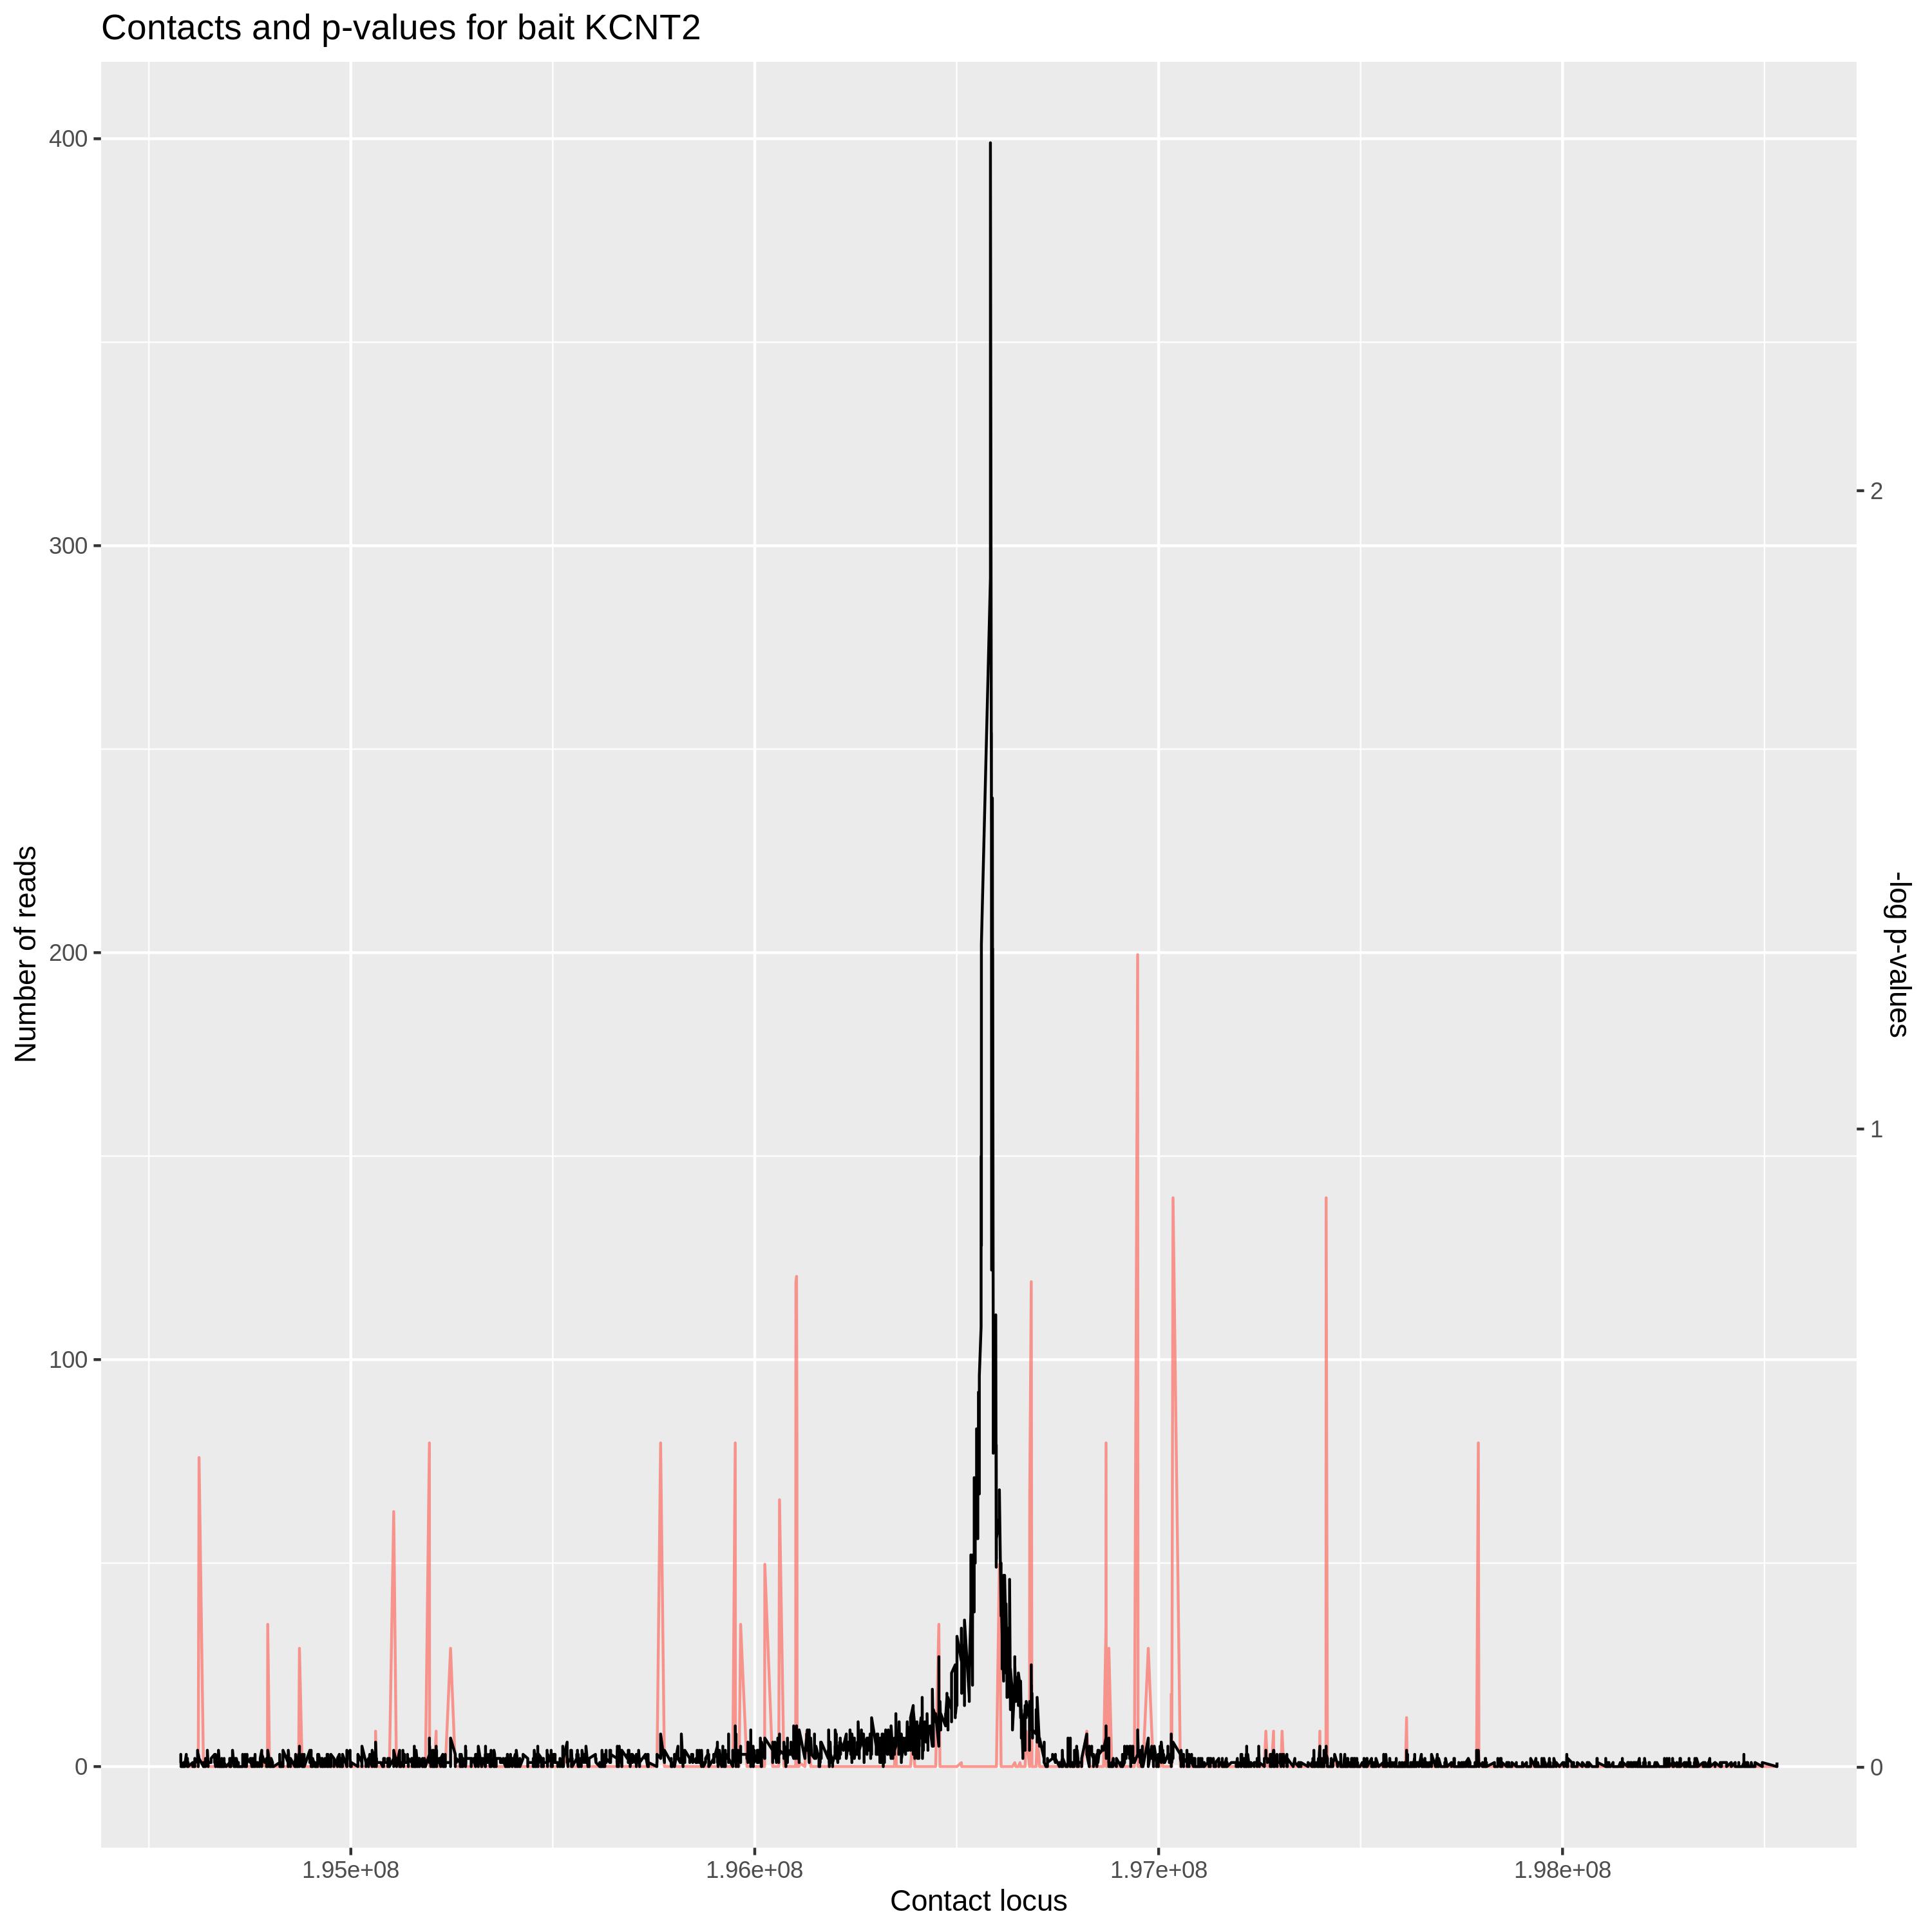 Contacts and p-values for bait KCNT2
400
300
200
100
0
Number of reads
2
1
0
-log p-values
1.95e+08
1.96e+08
1.97e+08
1.98e+08
Contact locus